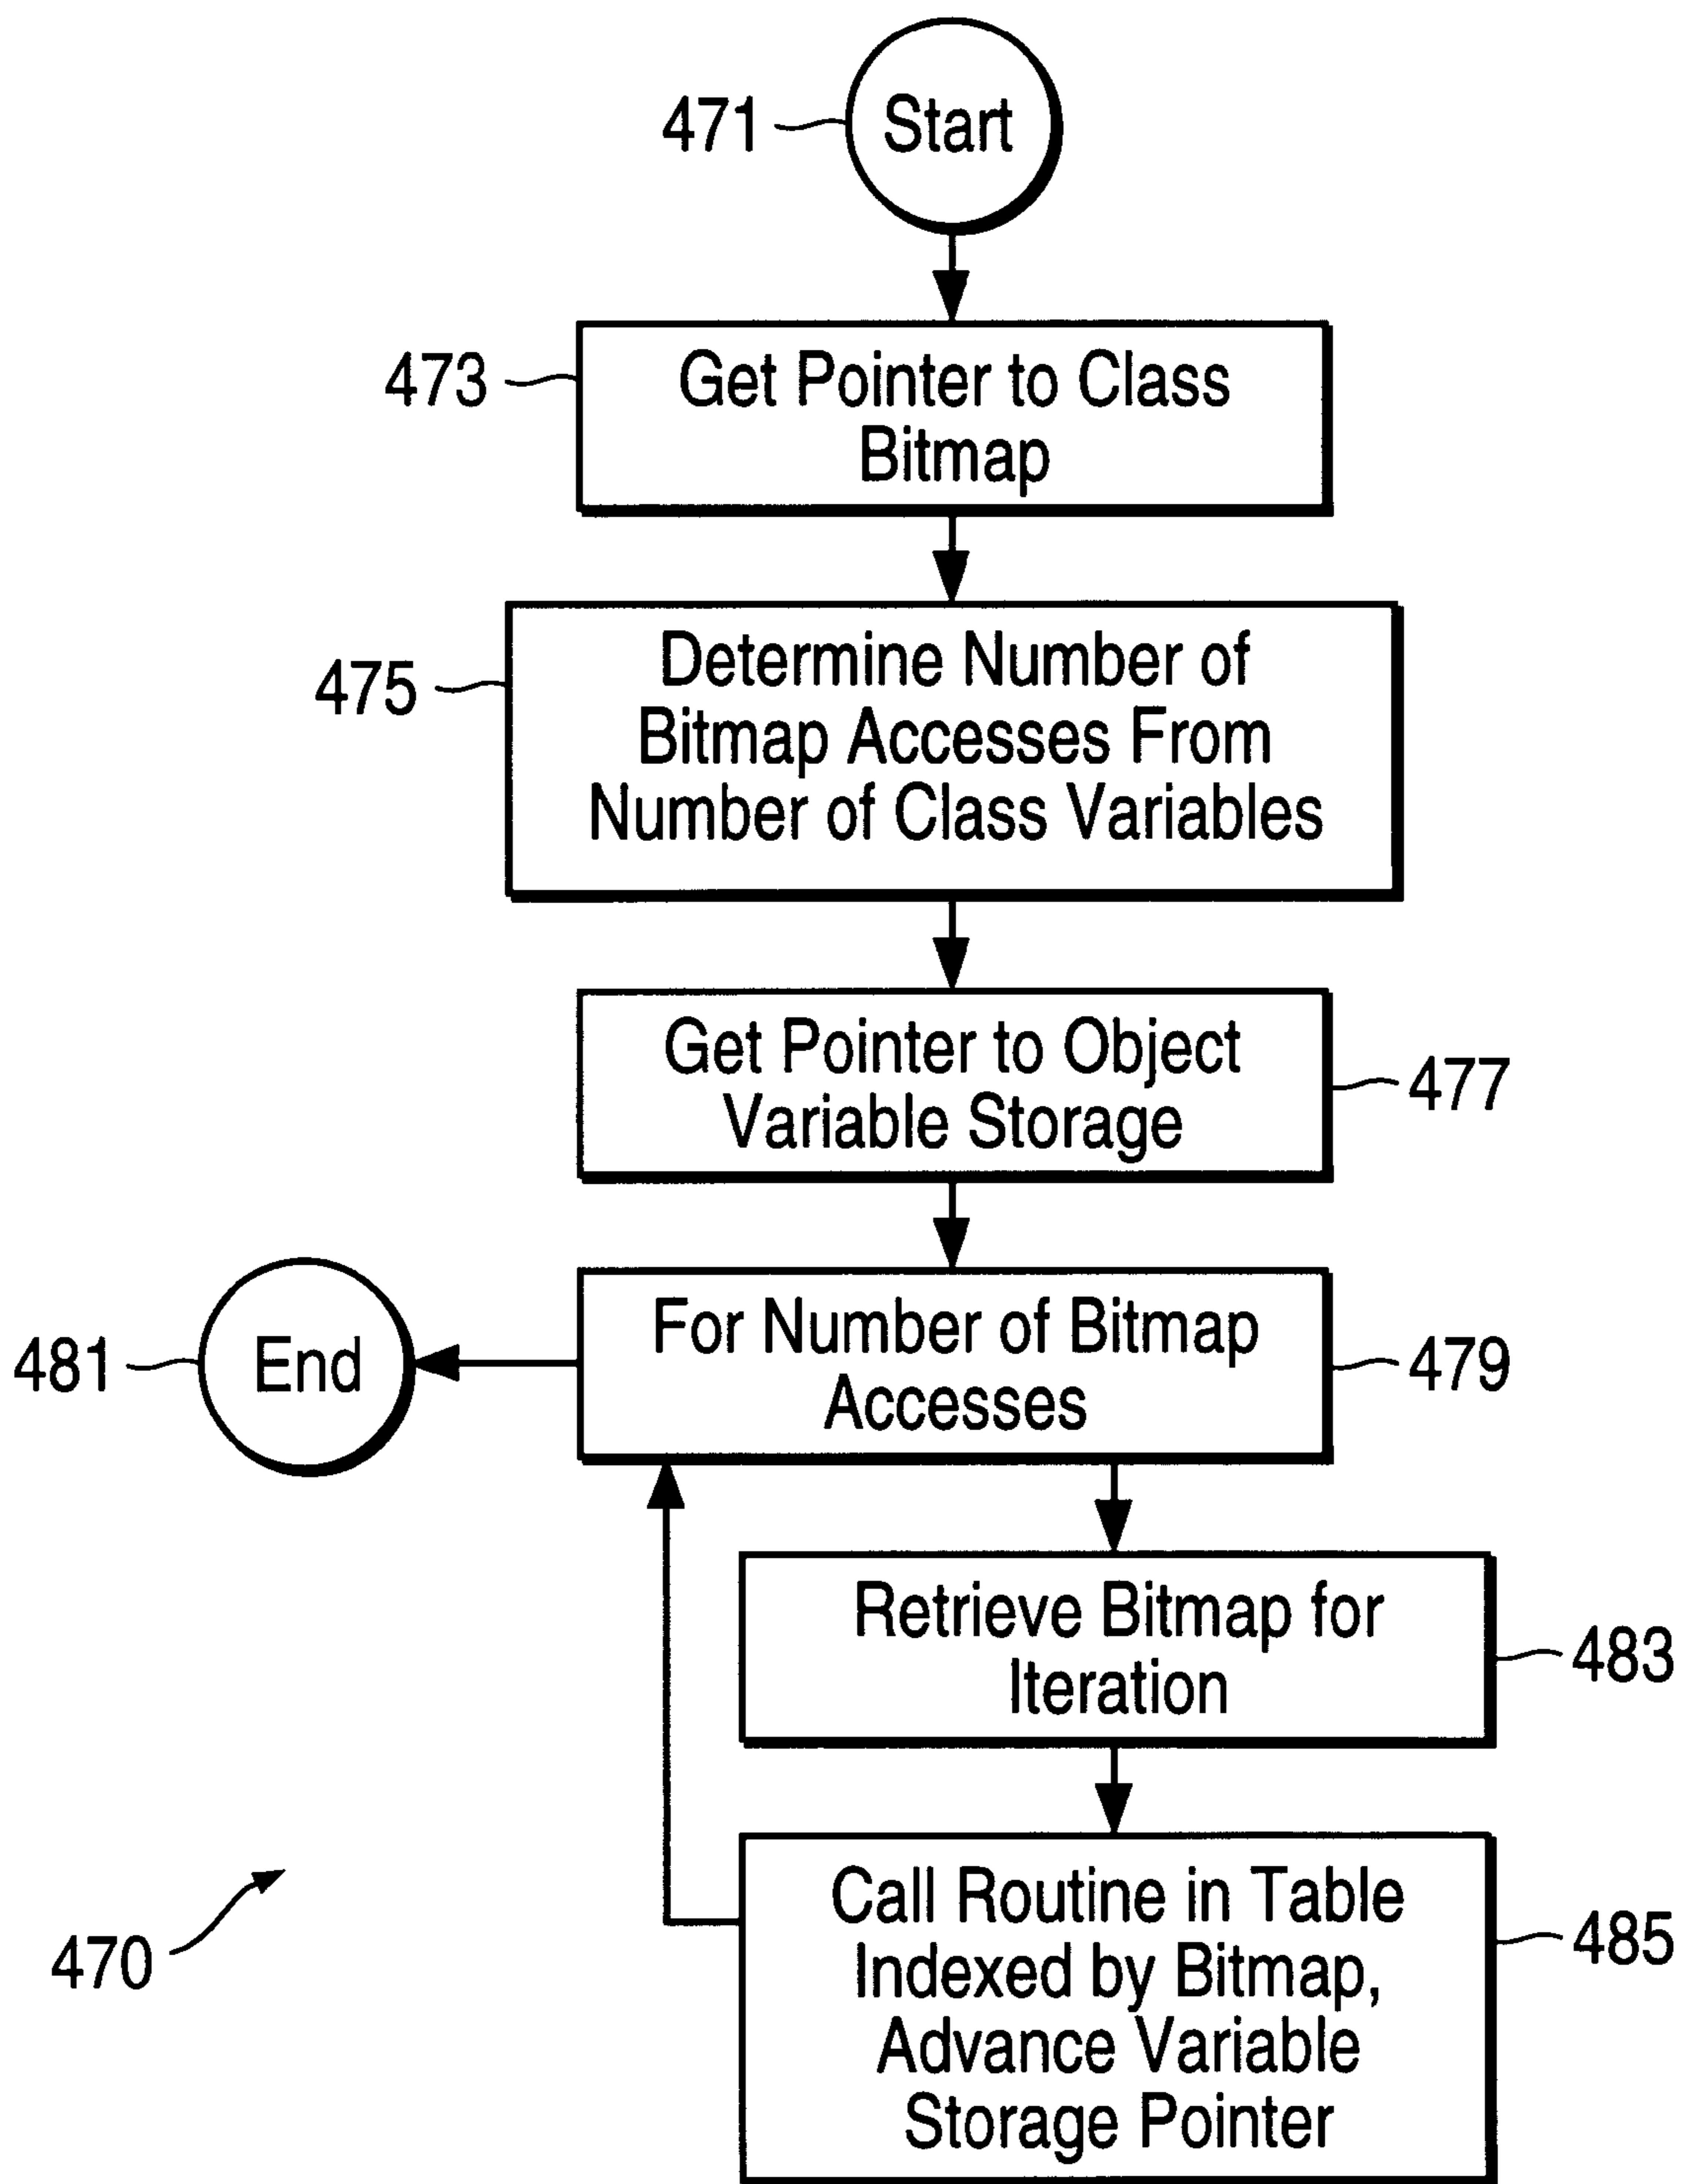 471
Start
473
Get Pointer to Class
Bitmap
475
Determine Number of
Bitmap Accesses From
Number of Class Variables
Get Pointer to Object
Variable Storage
477
481
End
For Number of Bitmap
Accesses
479
Retrieve Bitmap for
Iteration
483
470
Call Routine in Table
Indexed by Bitmap,
Advance Variable
Storage Pointer
485